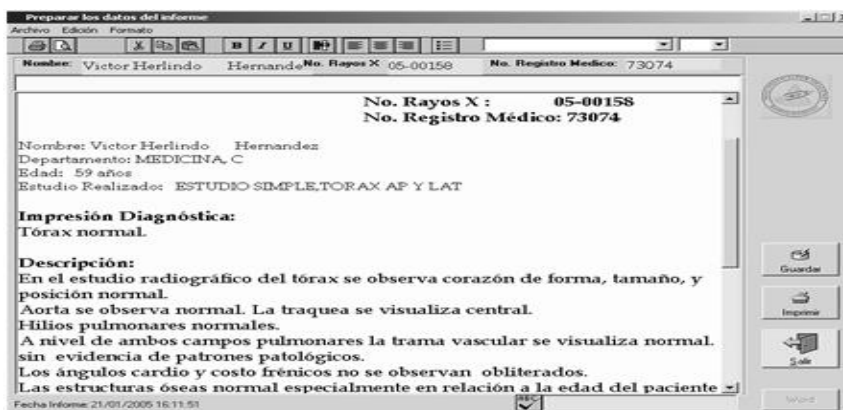 Preparar los datos del informe
Archivo Edición Formato
B I U
Nombre: Victor Herlindo Hernande No. Rayos X 05-00158 No. Registro Medico: 73074
No. Rayos X : 05-00158
No. Registro Médico: 73074
Nombre: Victor Herlindo Hernandez
Departamento: MEDICINA, C
Edad: 59 años
Estudio Realizado: ESTUDIO SIMPLE,TORAX AP Y LAT
Impresión Diagnóstica:
Tórax normal.
Descripción:
En el estudio radiográfico del tórax se observa corazón de forma, tamaño, y
posición normal.
Aorta se observa normal. La traquea se visualiza central.
Hilios pulmonares normales.
A nivel de ambos campos pulmonares la trama vascular se visualiza normal.
sin evidencia de patrones patológicos.
Los ángulos cardio y costo frénicos no se observan obliterados.
Las estructuras óseas normal especialmente en relación a la edad del paciente
Guardar
Imprimir
Salir
Word
Fecha Informe: 21/01/2005 16:11:51
ABC